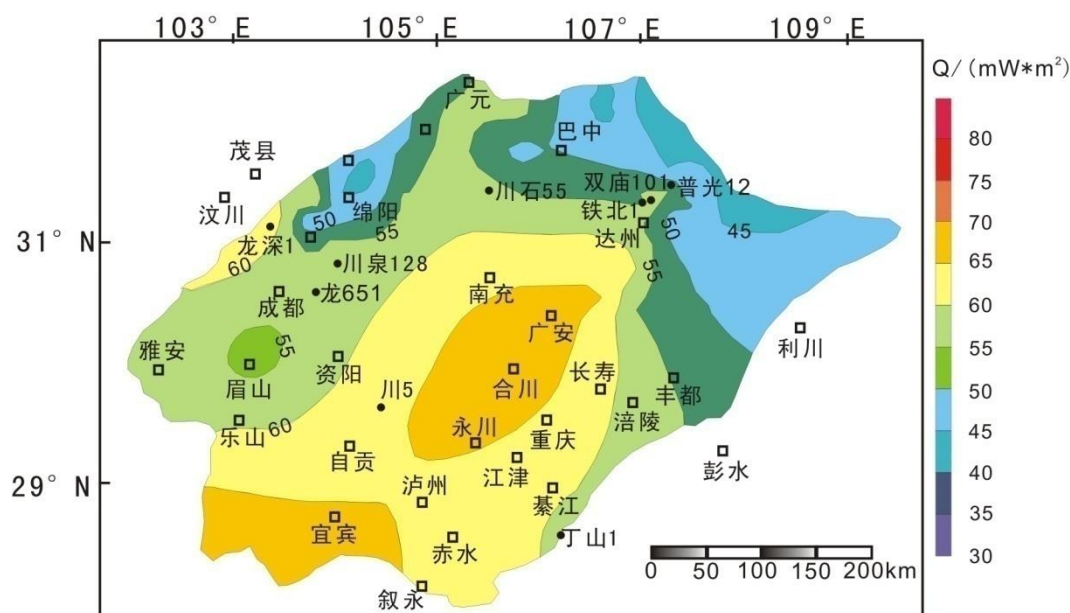 103° E
105° E
107° E
109° E
Q/(mW*m²)
广元
茂县
巴中
80
双庙101
普光12
汶川
绵阳
川石55
铁北1
75
50
55
达州
50
45
70
31° N
龙深1
60
川泉128
55
65
成都
龙651
南充
60
雅安
55
广安
利川
55
眉山
资阳
川5
合川
长寿
丰都
50
乐山
60
永川
重庆
涪陵
45
自贡
江津
彭水
40
29° N
泸州
綦江
35
宜宾
赤水
丁山1
30
叙永
0 50 100 150 200km